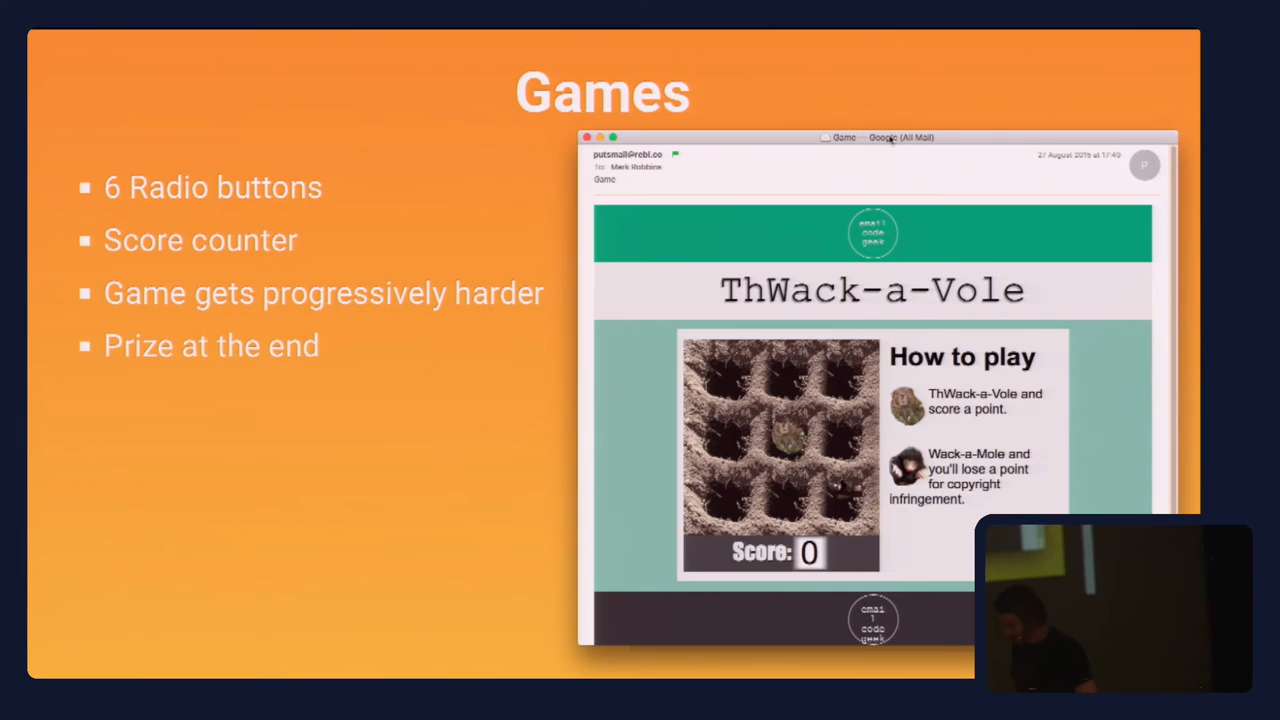 Games
6 Radio buttons
Score counter
Game gets progressively harder
Prize at the end
Game — Google (All Mail)
putsmail@rebl.co
27 August 2015 at 17:40
P
To: Mark Robbins
Game
email
code
geek
ThWack-a-Vole
How to play
ThWack-a-Vole and
score a point.
Wack-a-Mole and
you'll lose a point
for copyright
infringement.
Score: 0
emai
l
code
geek